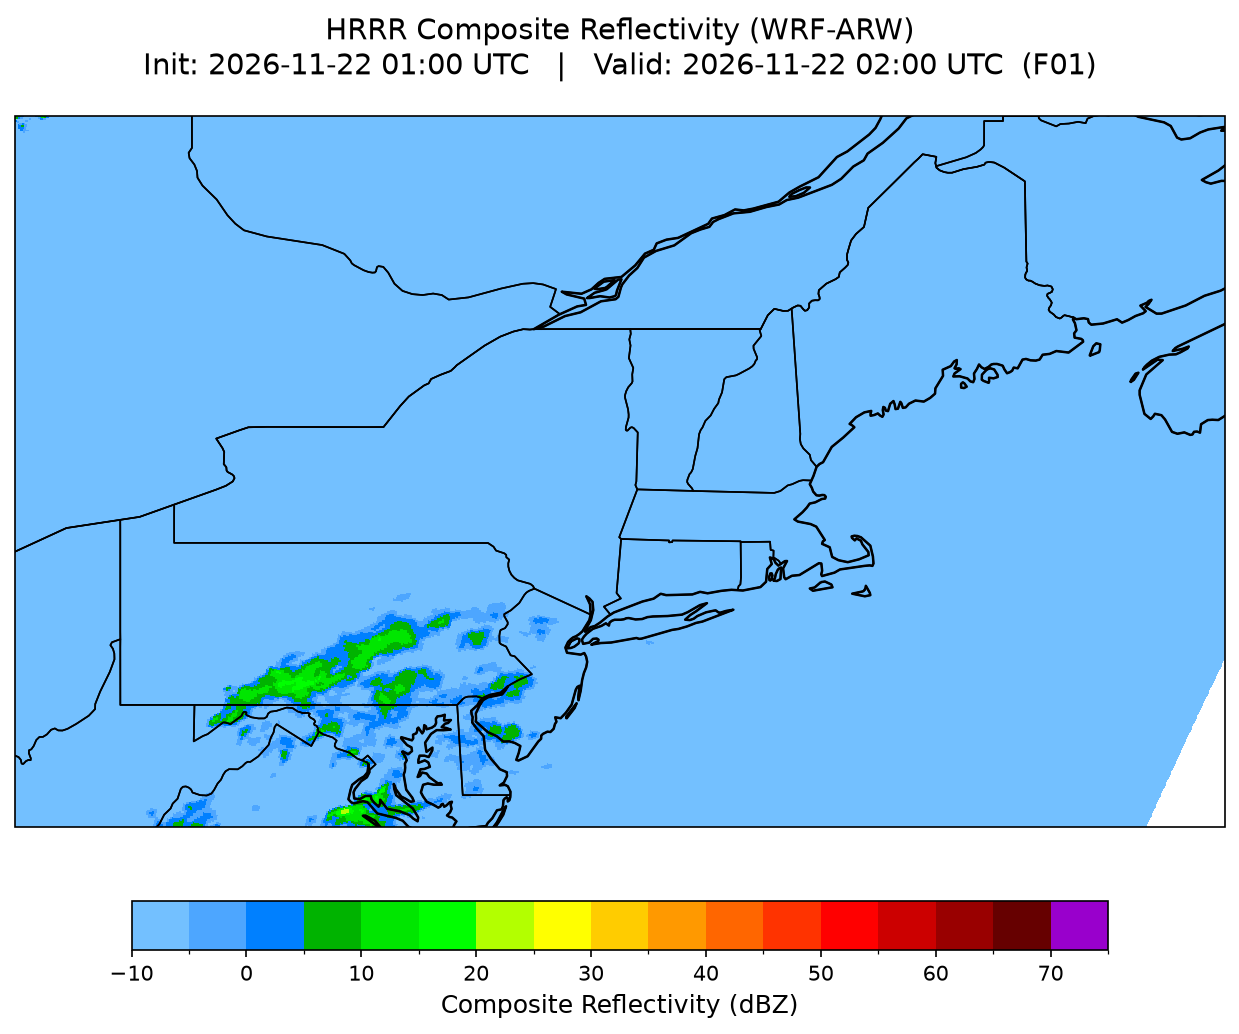 HRRR Composite Reflectivity (WRF-ARW)
Init: 2026-11-22 01:00 UTC   |   Valid: 2026-11-22 02:00 UTC  (F01)
−10 0 10 20 30 40 50 60 70
Composite Reflectivity (dBZ)